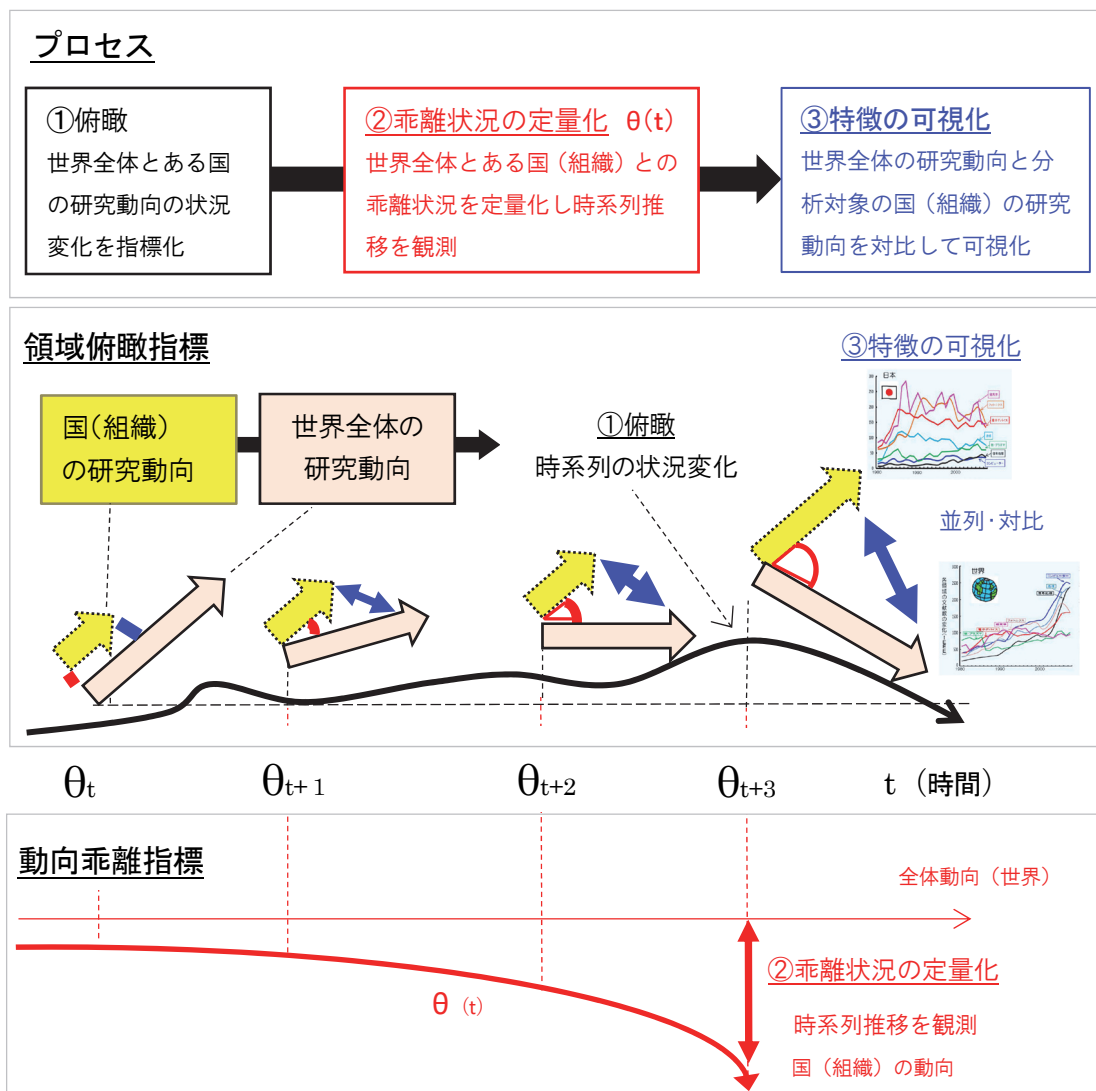 プロセス
①俯瞰
世界全体とある国
の研究動向の状況
変化を指標化
②乖離状況の定量化 θ(t)
世界全体とある国（組織）との
乖離状況を定量化し時系列推
移を観測
③特徴の可視化
世界全体の研究動向と分
析対象の国（組織）の研究
動向を対比して可視化
領域俯瞰指標
国（組織）
の研究動向
世界全体の
研究動向
①俯瞰
時系列の状況変化
③特徴の可視化
日本
並列・対比
世界
θt
θt+1
θt+2
θt+3
t（時間）
動向乖離指標
全体動向（世界）
②乖離状況の定量化
θ（t）
時系列推移を観測
国（組織）の動向